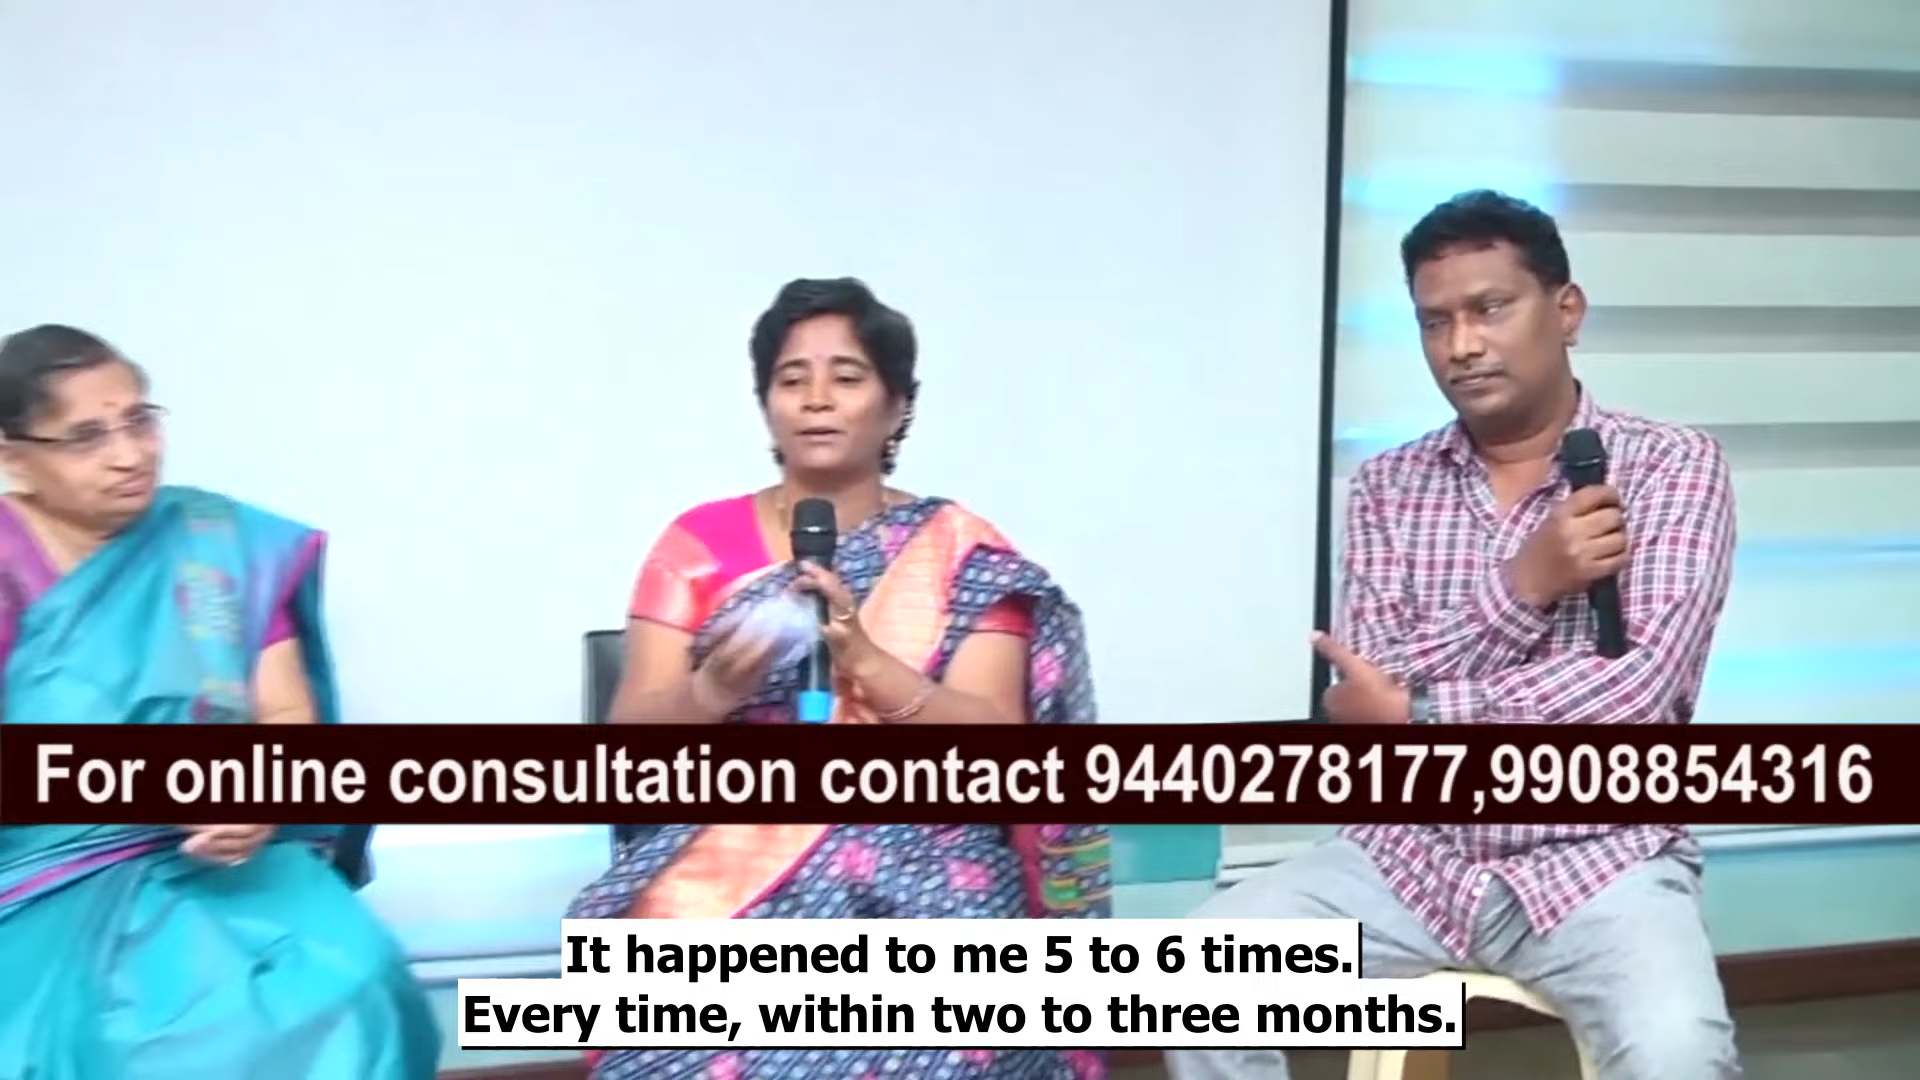 For online consultation contact 9440278177,9908854316
It happened to me 5 to 6 times.
Every time, within two to three months.